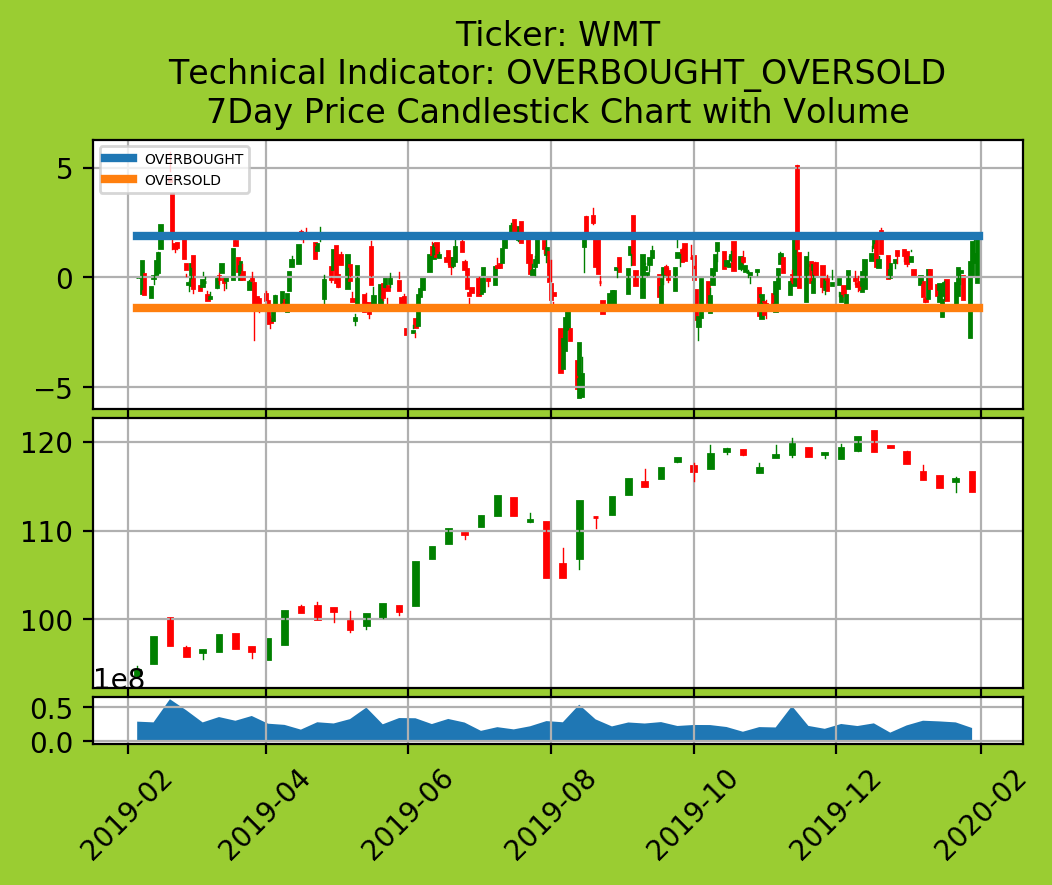 Ticker: WMT
Technical Indicator: OVERBOUGHT_OVERSOLD
7Day Price Candlestick Chart with Volume
OVERBOUGHT
OVERSOLD
5
0
−5
120
110
100
1e8
0.5
0.0
2019-02
2019-04
2019-06
2019-08
2019-10
2019-12
2020-02